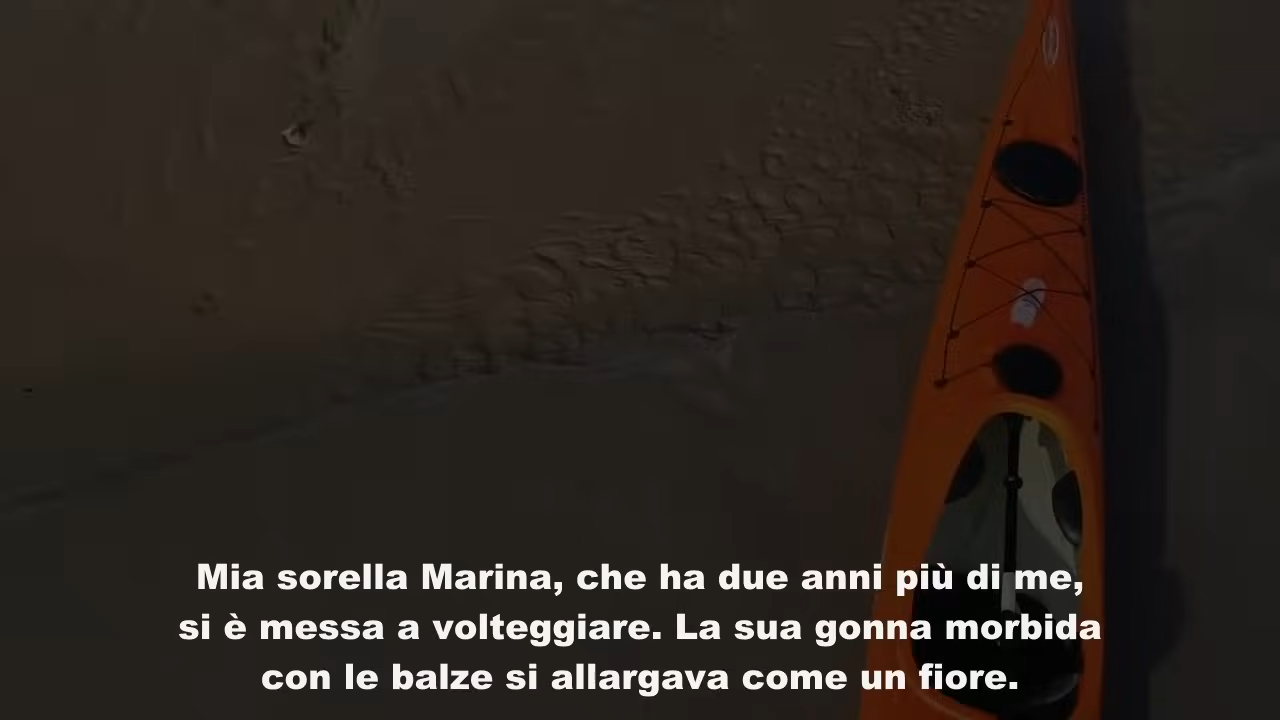 Mia sorella Marina, che ha due anni più di me,
si è messa a volteggiare. La sua gonna morbida
con le balze si allargava come un fiore.